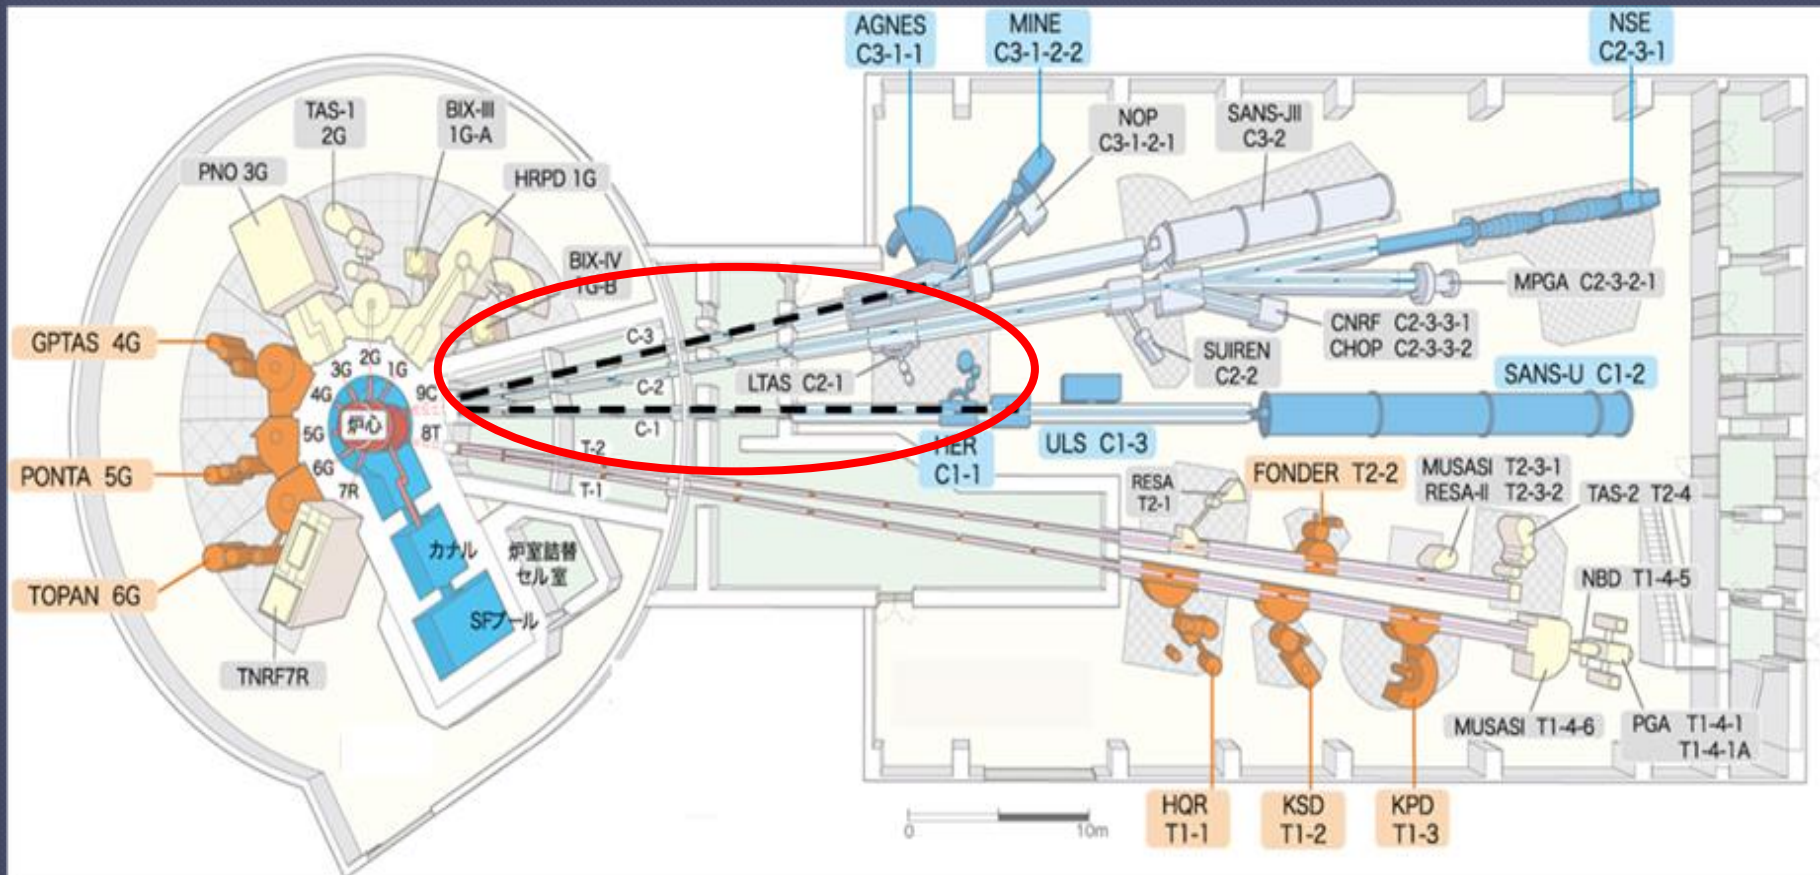 AGNES
C3-1-1
MINE
C3-1-2-2
NSE
C2-3-1
TAS-1
2G
BIX-III
1G-A
NOP
C3-1-2-1
SANS-JII
C3-2
PNO 3G
HRPD 1G
BIX-IV
1G-B
MPGA C2-3-2-1
CNRF C2-3-3-1
CHOP C2-3-3-2
GPTAS 4G
C-3
SUIREN
C2-2
2G
3G
1G
LTAS C2-1
C-2
SANS-U C1-2
4G
9C
炉心
C-1
5G
8T
T-2
HER
C1-1
ULS C1-3
PONTA 5G
6G
7R
T-1
RESA
T2-1
FONDER T2-2
MUSASI T2-3-1
RESA-II T2-3-2
TAS-2 T2-4
カナル
炉室詰替
セル室
TOPAN 6G
NBD T1-4-5
SFプール
TNRF7R
MUSASI T1-4-6
PGA T1-4-1
T1-4-1A
HQR
T1-1
KSD
T1-2
KPD
T1-3
0
10m